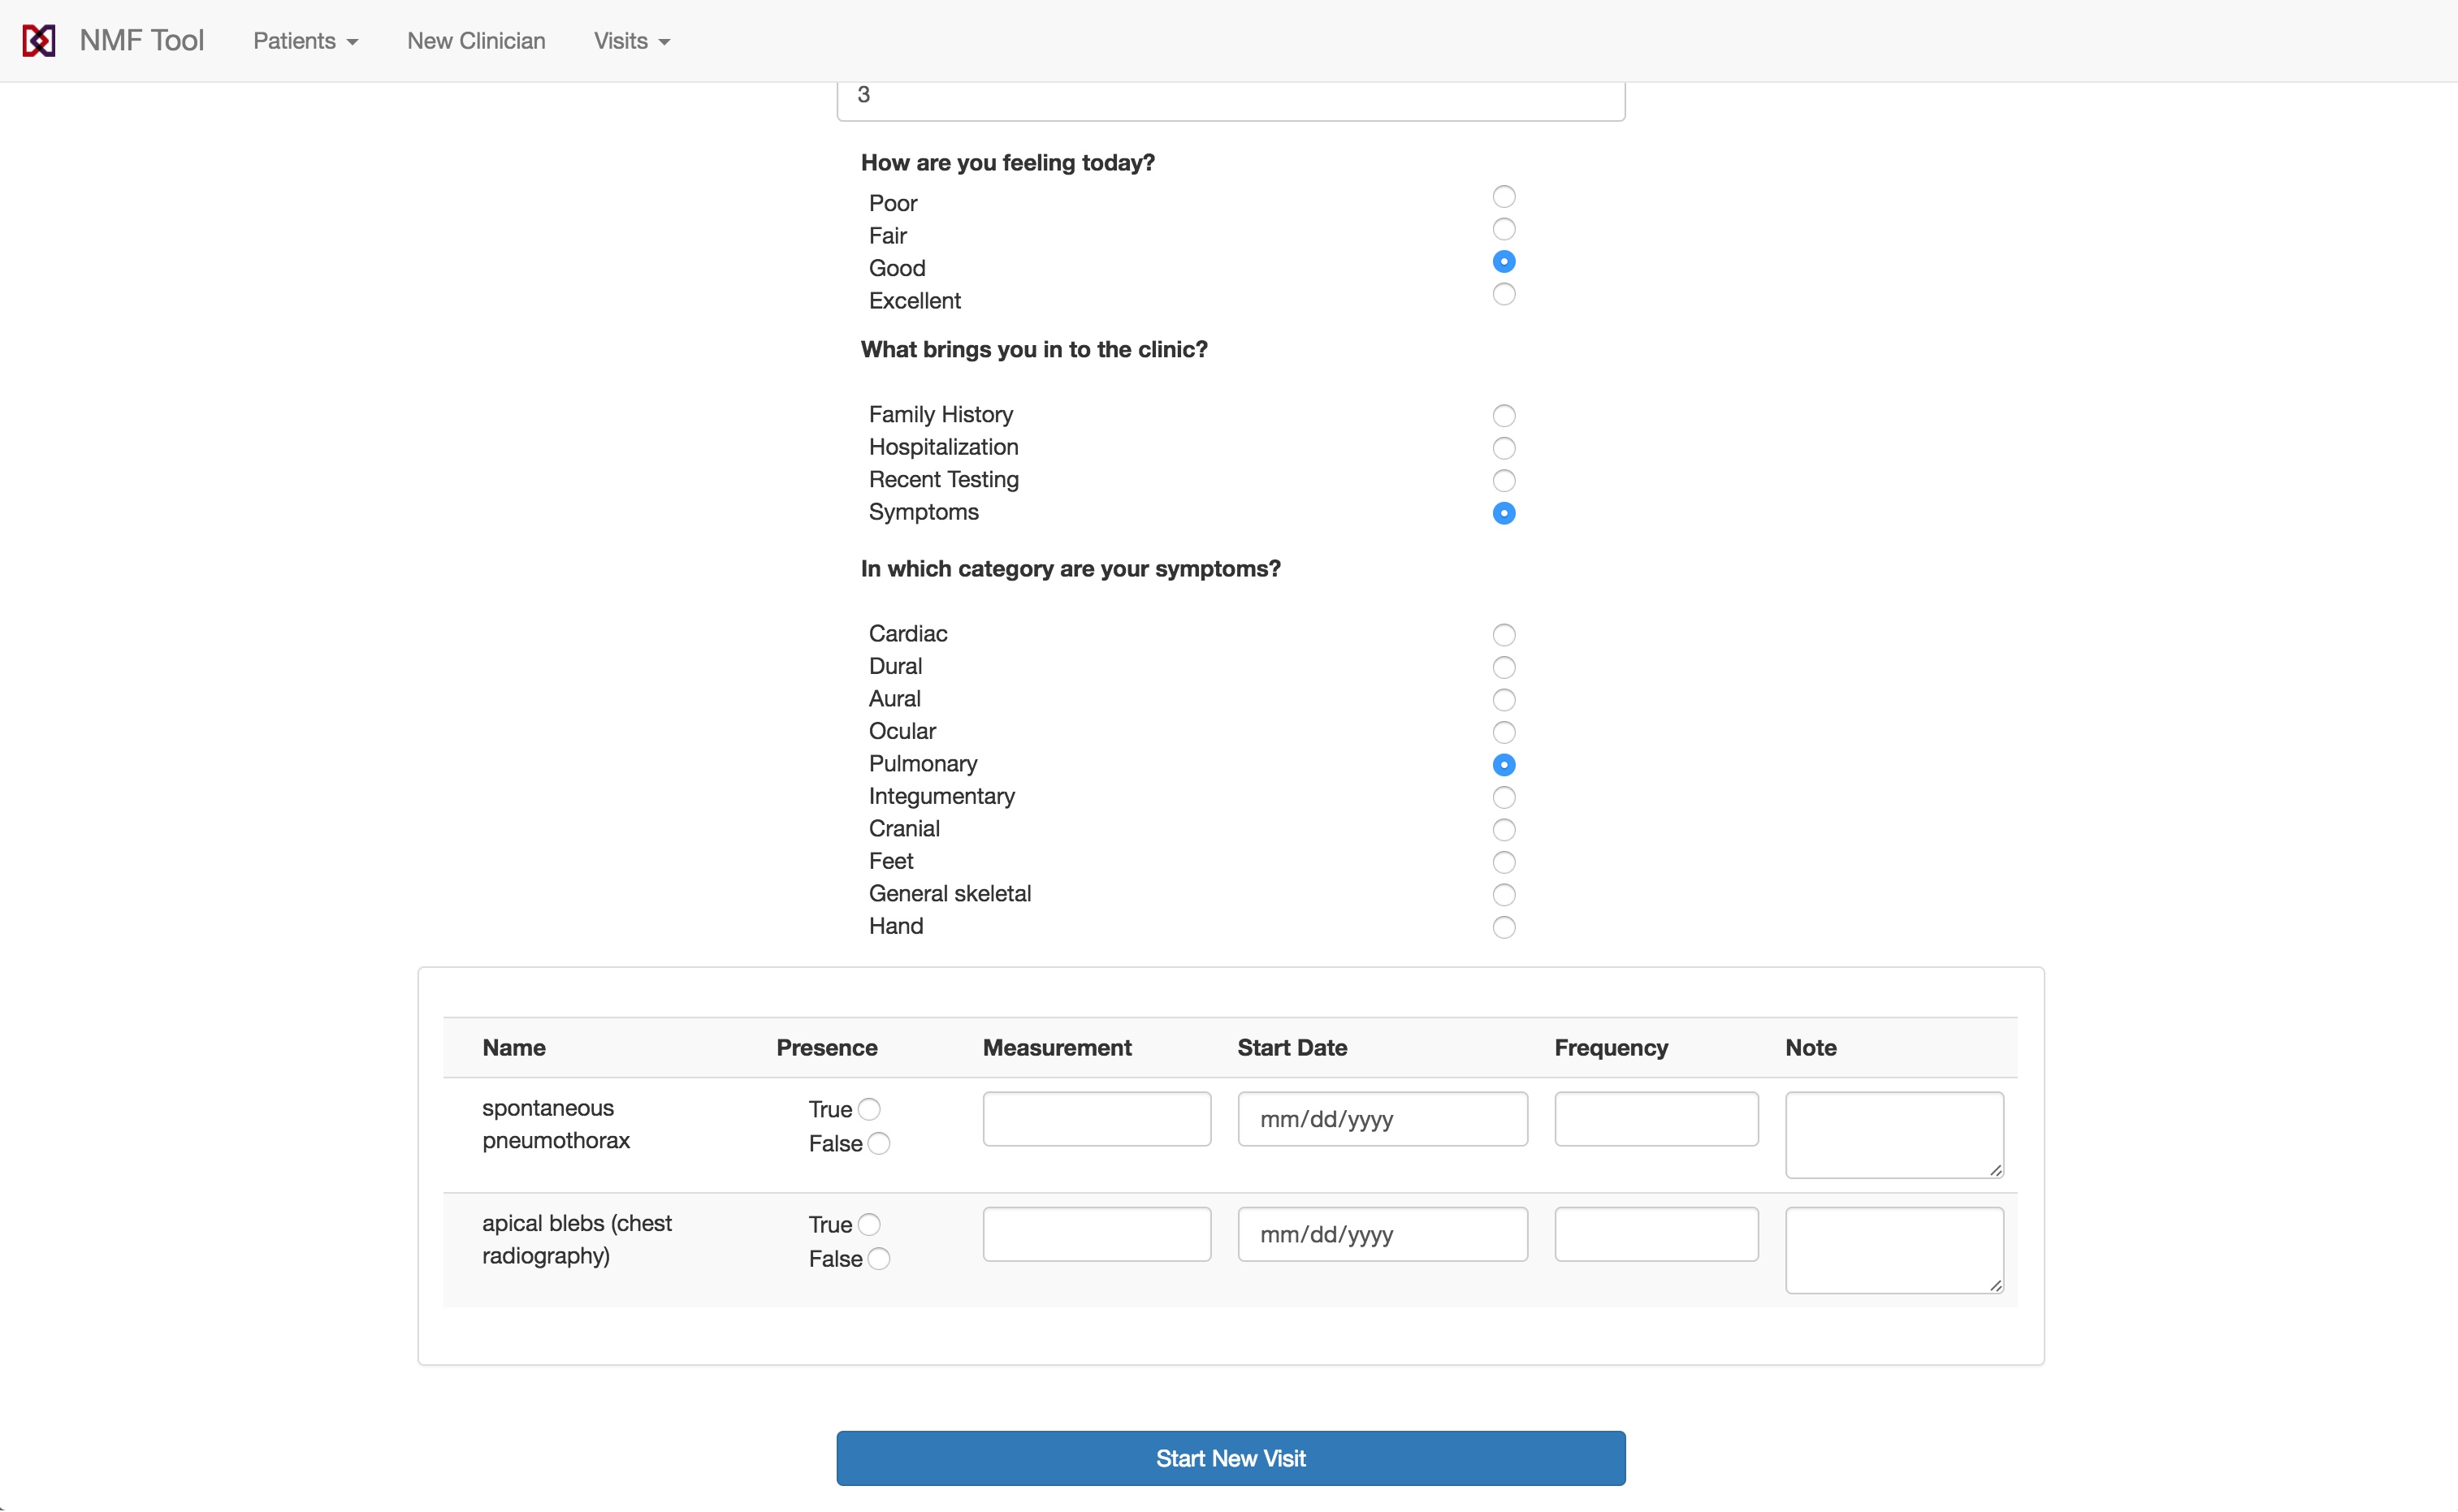 NMF Tool Patients New Clinician Visits
3
How are you feeling today?
Poor
Fair
Good
Excellent
What brings you in to the clinic?
Family History
Hospitalization
Recent Testing
Symptoms
In which category are your symptoms?
Cardiac
Dural
Aural
Ocular
Pulmonary
Integumentary
Cranial
Feet
General skeletal
Hand
Name Presence Measurement Start Date Frequency Note
spontaneous True mm/dd/yyyy
pneumothorax False
apical blebs (chest True mm/dd/yyyy
radiography) False
Start New Visit